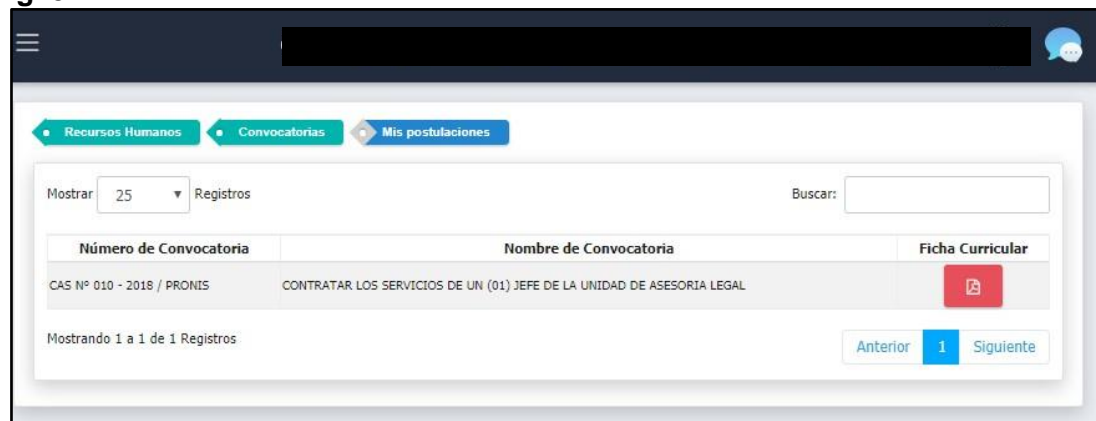 Recursos Humanos Convocatorias Mis postulaciones
Mostrar 25 Registros Buscar:
Número de Convocatoria Nombre de Convocatoria Ficha Curricular
CAS Nº 010 - 2018 / PRONIS CONTRATAR LOS SERVICIOS DE UN (01) JEFE DE LA UNIDAD DE ASESORIA LEGAL
Mostrando 1 a 1 de 1 Registros Anterior 1 Siguiente